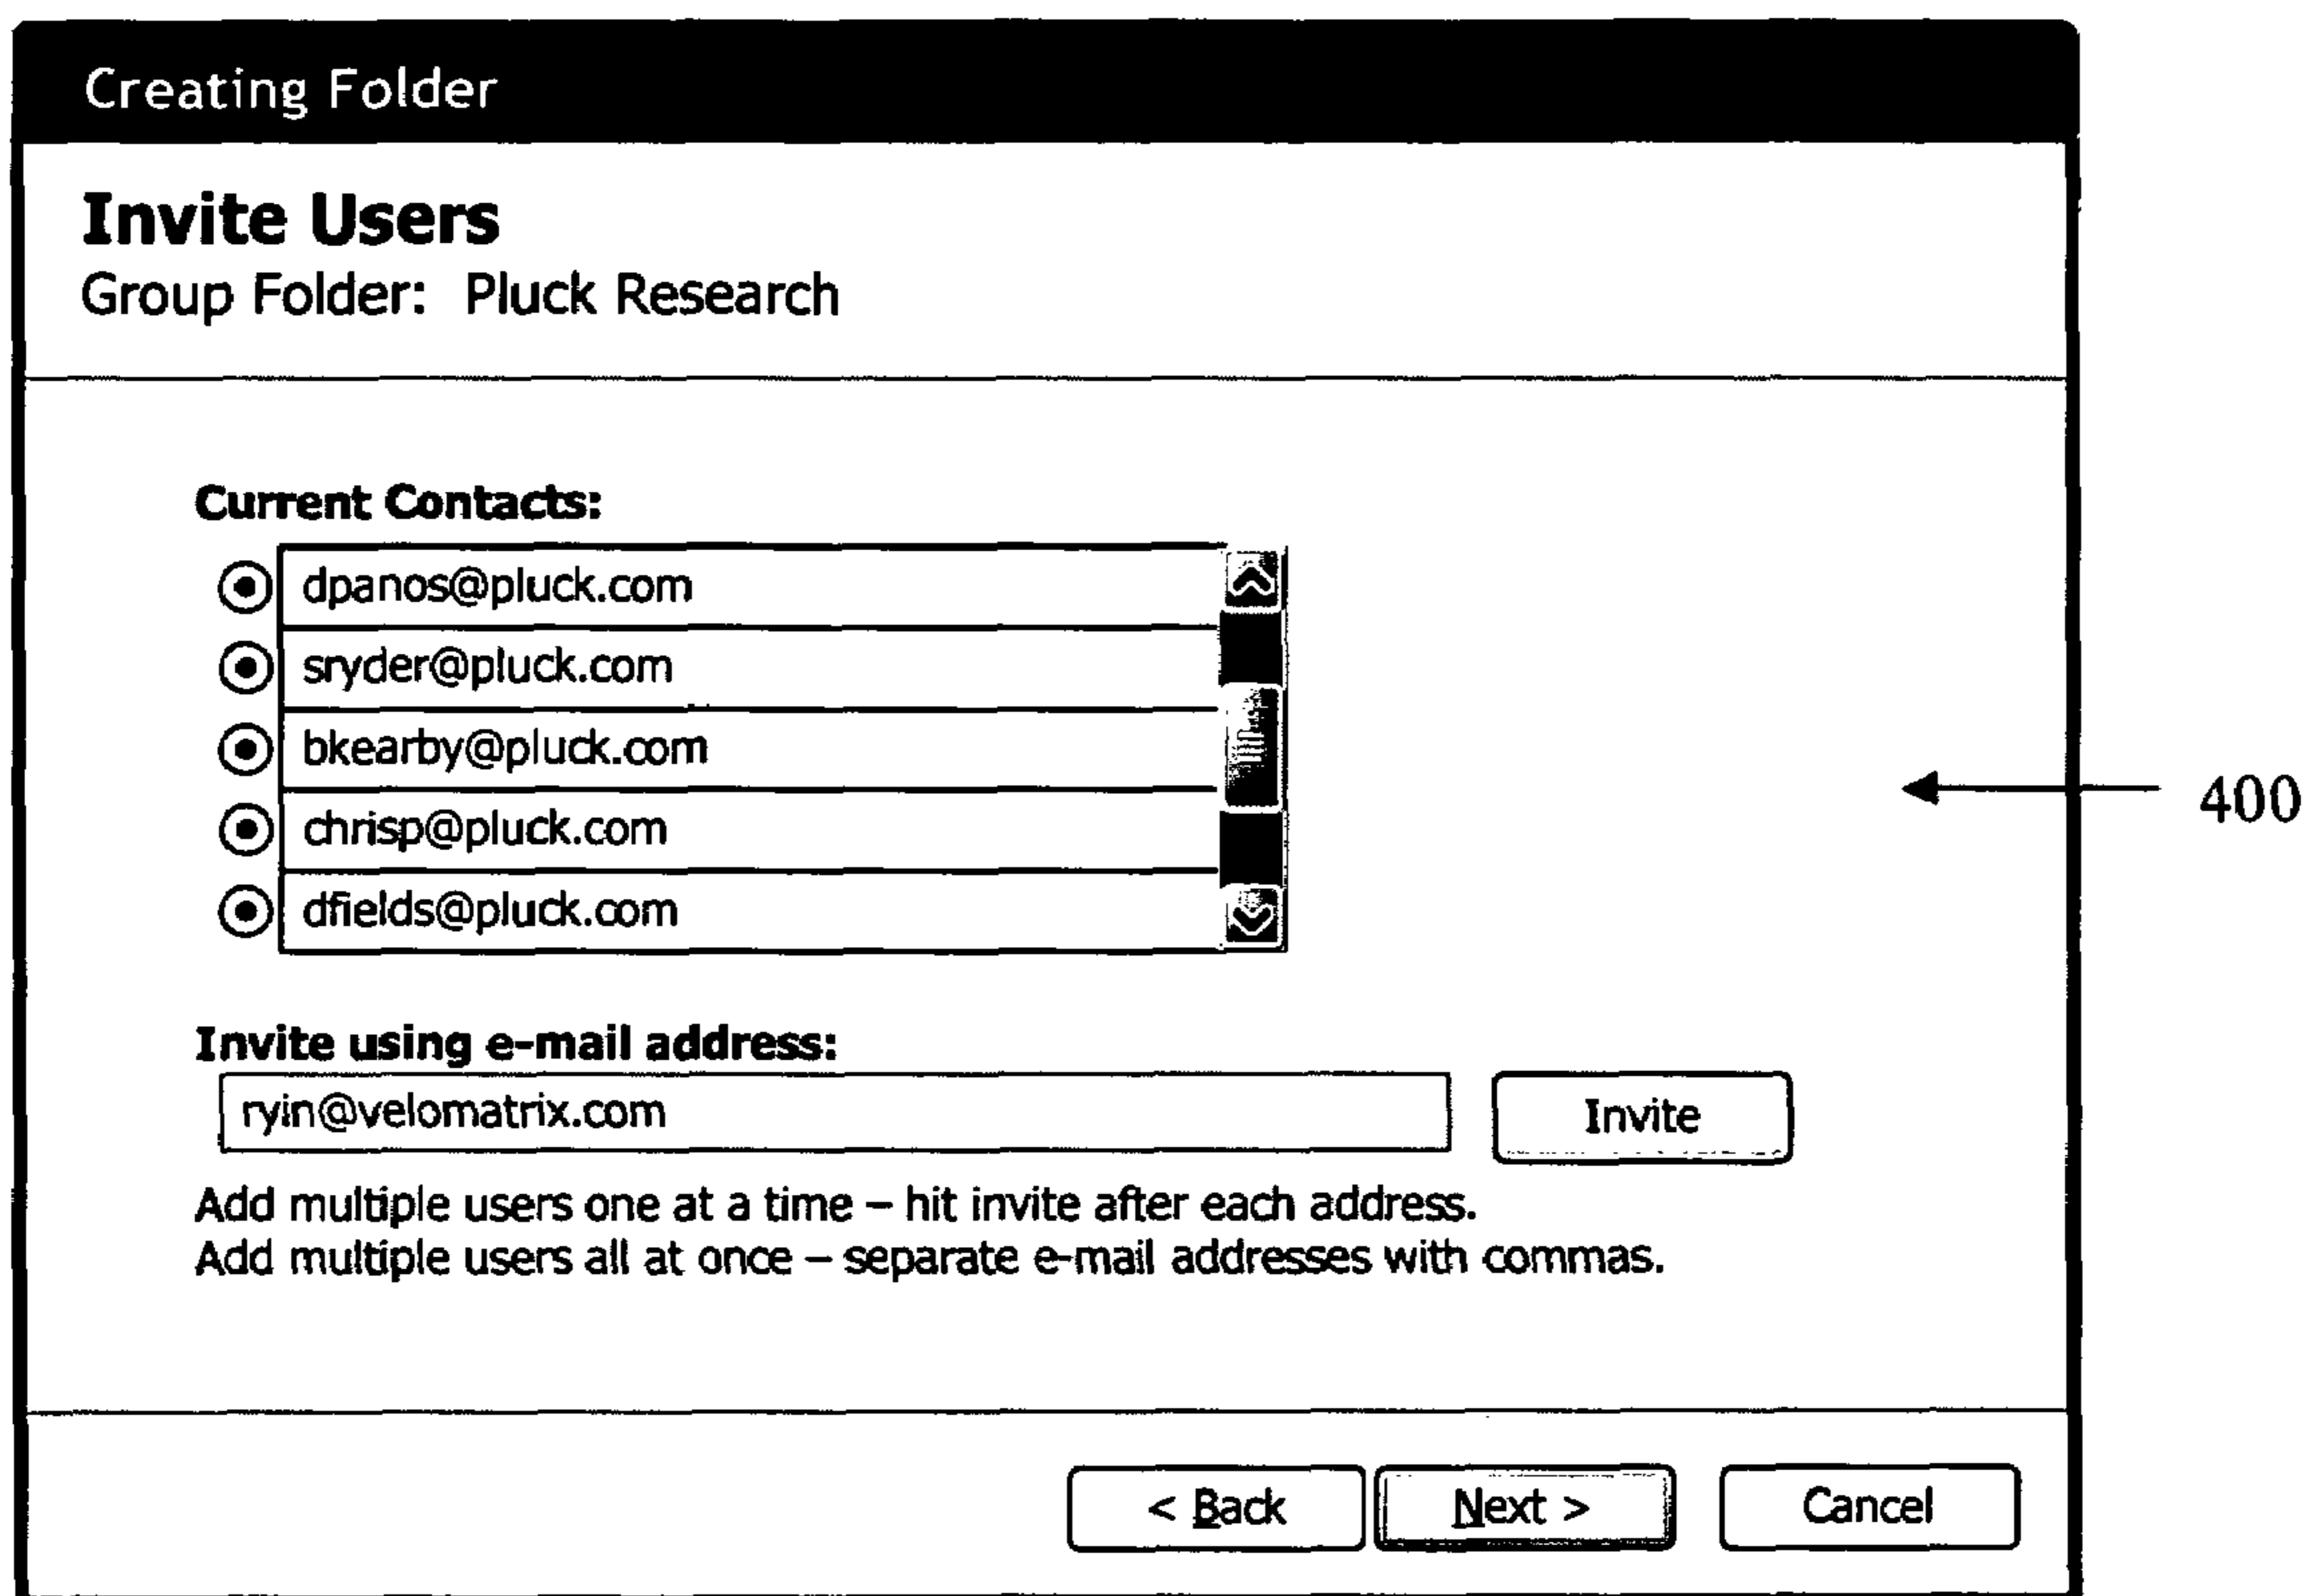 Creating Folder
Invite Users
Group Folder: Pluck Research
Current Contacts:
dpanos@pluck.com
sryder@pluck.com
bkearby@pluck.com
chrisp@pluck.com
dfields@pluck.com
400
Invite using e-mail address:
ryin@velomatrix.com Invite
Add multiple users one at a time – hit invite after each address.
Add multiple users all at once – separate e-mail addresses with commas.
< Back Next > Cancel